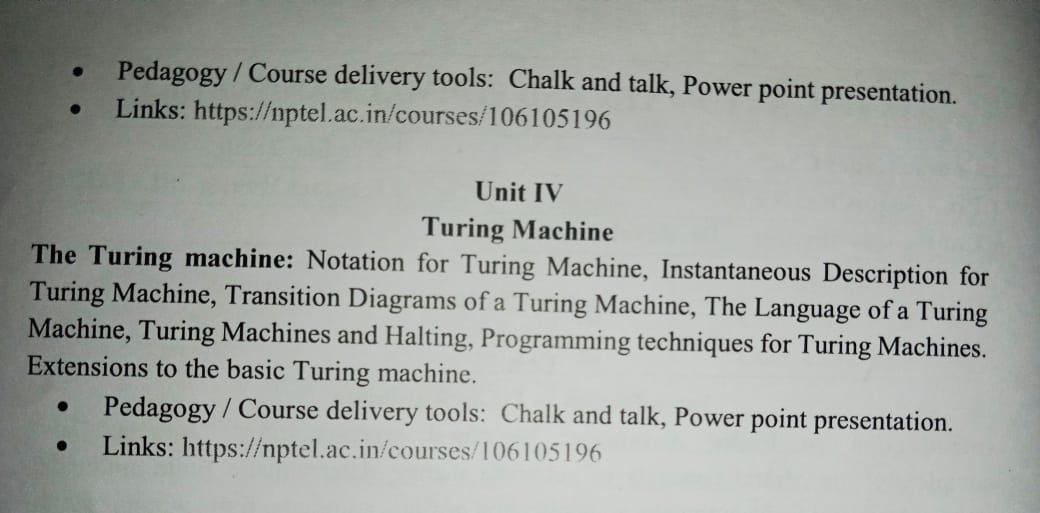 • Pedagogy / Course delivery tools: Chalk and talk, Power point presentation.
• Links: https://nptel.ac.in/courses/106105196
Unit IV
Turing Machine
The Turing machine: Notation for Turing Machine, Instantaneous Description for
Turing Machine, Transition Diagrams of a Turing Machine, The Language of a Turing
Machine, Turing Machines and Halting, Programming techniques for Turing Machines.
Extensions to the basic Turing machine.
• Pedagogy / Course delivery tools: Chalk and talk, Power point presentation.
• Links: https://nptel.ac.in/courses/106105196